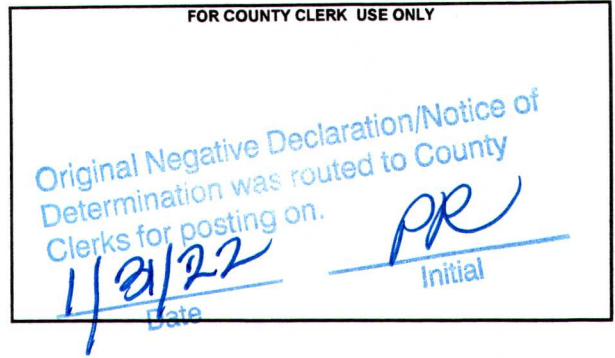 FOR COUNTY CLERK USE ONLY
Original Negative Declaration/Notice of
Determination was routed to County
Clerks for posting on.
1/31/22 PR
Date Initial